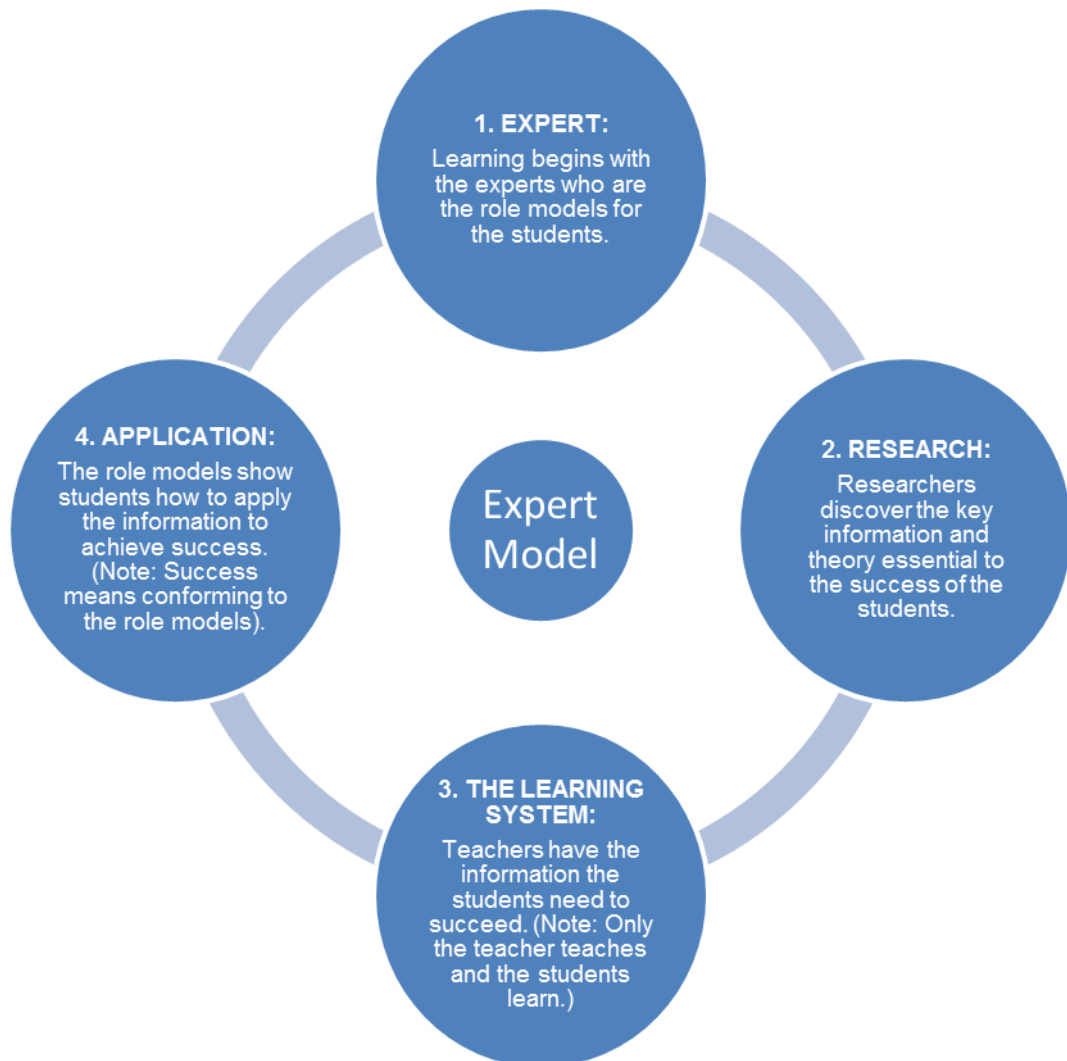 1. EXPERT:
Learning begins with
the experts who are
the role models for
the students.
2. RESEARCH:
Researchers
discover the key
information and
theory essential to
the success of the
students.
3. THE LEARNING
SYSTEM:
Teachers have the
information the
students need to
succeed. (Note: Only
the teacher teaches
and the students
learn.)
4. APPLICATION:
The role models show
students how to apply
the information to
achieve success.
(Note: Success
means conforming to
the role models).
Expert
Model